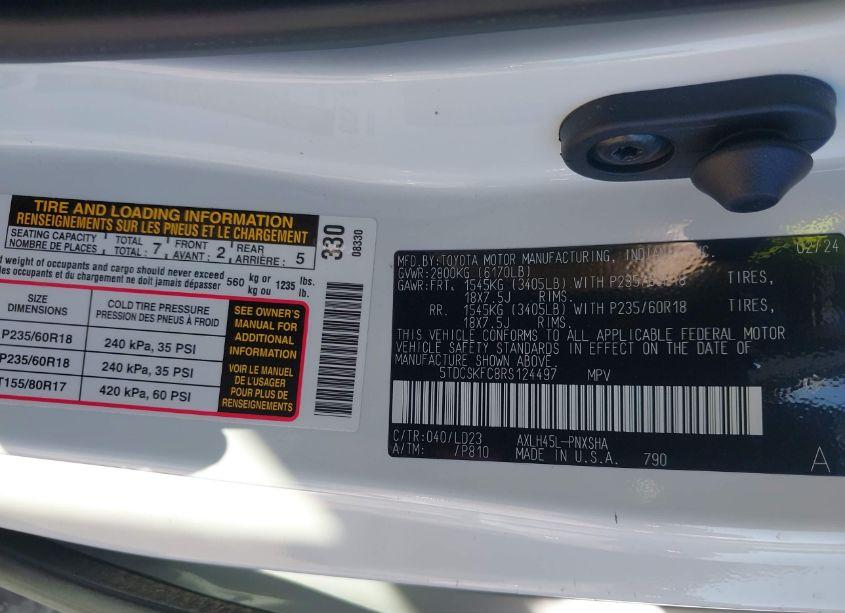 TIRE AND LOADING INFORMATION
RENSEIGNEMENTS SUR LES PNEUS ET LE CHARGEMENT
SEATING CAPACITY
NOMBRE DE PLACES
TOTAL
TOTAL : 7
FRONT
AVANT : 2
REAR
ARRIÈRE : 5
weight of occupants and cargo should never exceed
occupants et du chargement ne doit jamais dépasser
560 kg or
kg ou
1235 lbs.
lb.
SIZE
DIMENSIONS
COLD TIRE PRESSURE
PRESSION DES PNEUS À FROID
P235/60R18 240 kPa, 35 PSI
P235/60R18 240 kPa, 35 PSI
T155/80R17 420 kPa, 60 PSI
SEE OWNER'S
MANUAL FOR
ADDITIONAL
INFORMATION
VOIR LE MANUEL
DE L'USAGER
POUR PLUS DE
RENSEIGNEMENTS
330
08330
MFD.BY:TOYOTA MOTOR MANUFACTURING, INDIANA, INC. 02/24
GVWR:2800KG (6170LB)
GAWR:FRT. 1545KG (3405LB) WITH P235/60R18 TIRES,
18X7.5J RIMS.
RR. 1545KG (3405LB) WITH P235/60R18 TIRES,
18X7.5J RIMS.
THIS VEHICLE CONFORMS TO ALL APPLICABLE FEDERAL MOTOR
VEHICLE SAFETY STANDARDS IN EFFECT ON THE DATE OF
MANUFACTURE SHOWN ABOVE.
5TDCSKFC8RS124497 MPV
C/TR:040/LD23 AXLH45L-PNXSHA
A/TM: 7P810 MADE IN U.S.A. 790 A